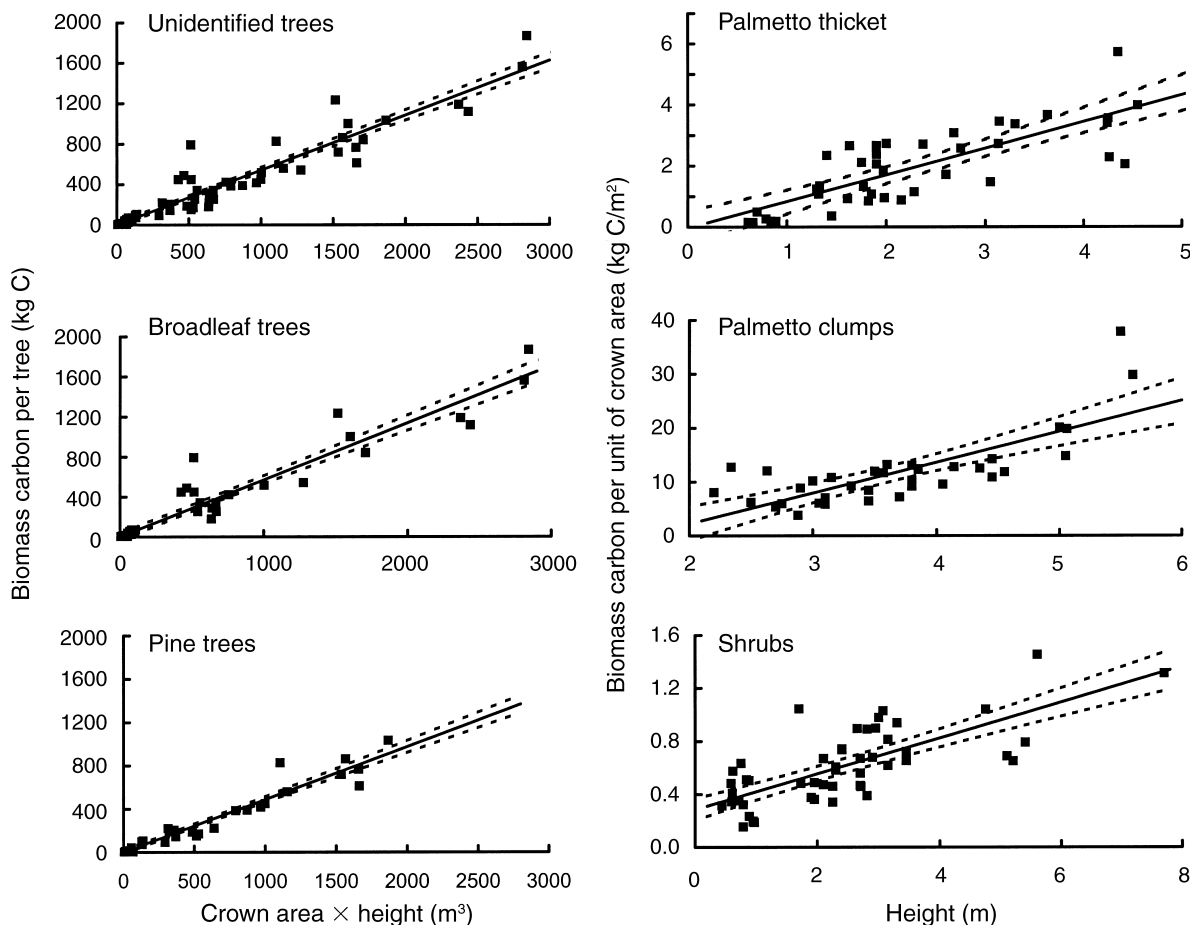 Biomass carbon per tree (kg C)
Unidentified trees
2000
1600
1200
800
400
0
0 500 1000 1500 2000 2500 3000
Broadleaf trees
2000
1600
1200
800
400
0
0 1000 2000 3000
Pine trees
2000
1600
1200
800
400
0
0 500 1000 1500 2000 2500 3000
Crown area × height (m³)
Biomass carbon per unit of crown area (kg C/m²)
Palmetto thicket
6
4
2
0
0 1 2 3 4 5
Palmetto clumps
40
30
20
10
0
2 3 4 5 6
Shrubs
1.6
1.2
0.8
0.4
0.0
0 2 4 6 8
Height (m)